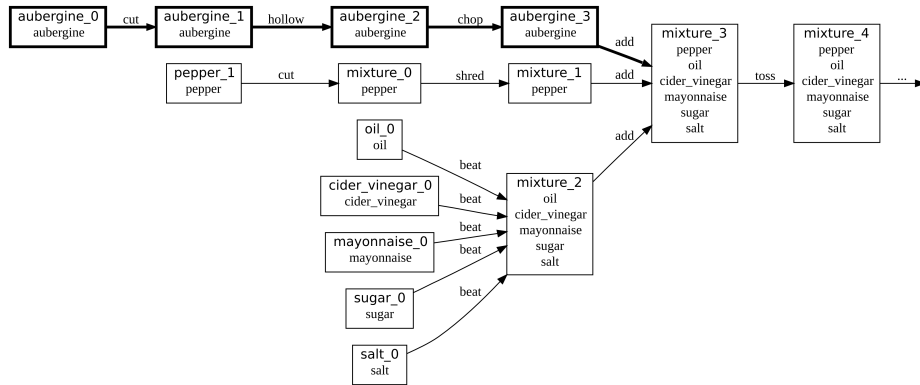 aubergine_0
aubergine
cut
aubergine_1
aubergine
hollow
aubergine_2
aubergine
chop
aubergine_3
aubergine
add
pepper_1
pepper
cut
mixture_0
pepper
shred
mixture_1
pepper
add
mixture_3
pepper
oil
cider_vinegar
mayonnaise
sugar
salt
toss
mixture_4
pepper
oil
cider_vinegar
mayonnaise
sugar
salt
...
oil_0
oil
beat
cider_vinegar_0
cider_vinegar
beat
mayonnaise_0
mayonnaise
beat
sugar_0
sugar
beat
salt_0
salt
beat
mixture_2
oil
cider_vinegar
mayonnaise
sugar
salt
add